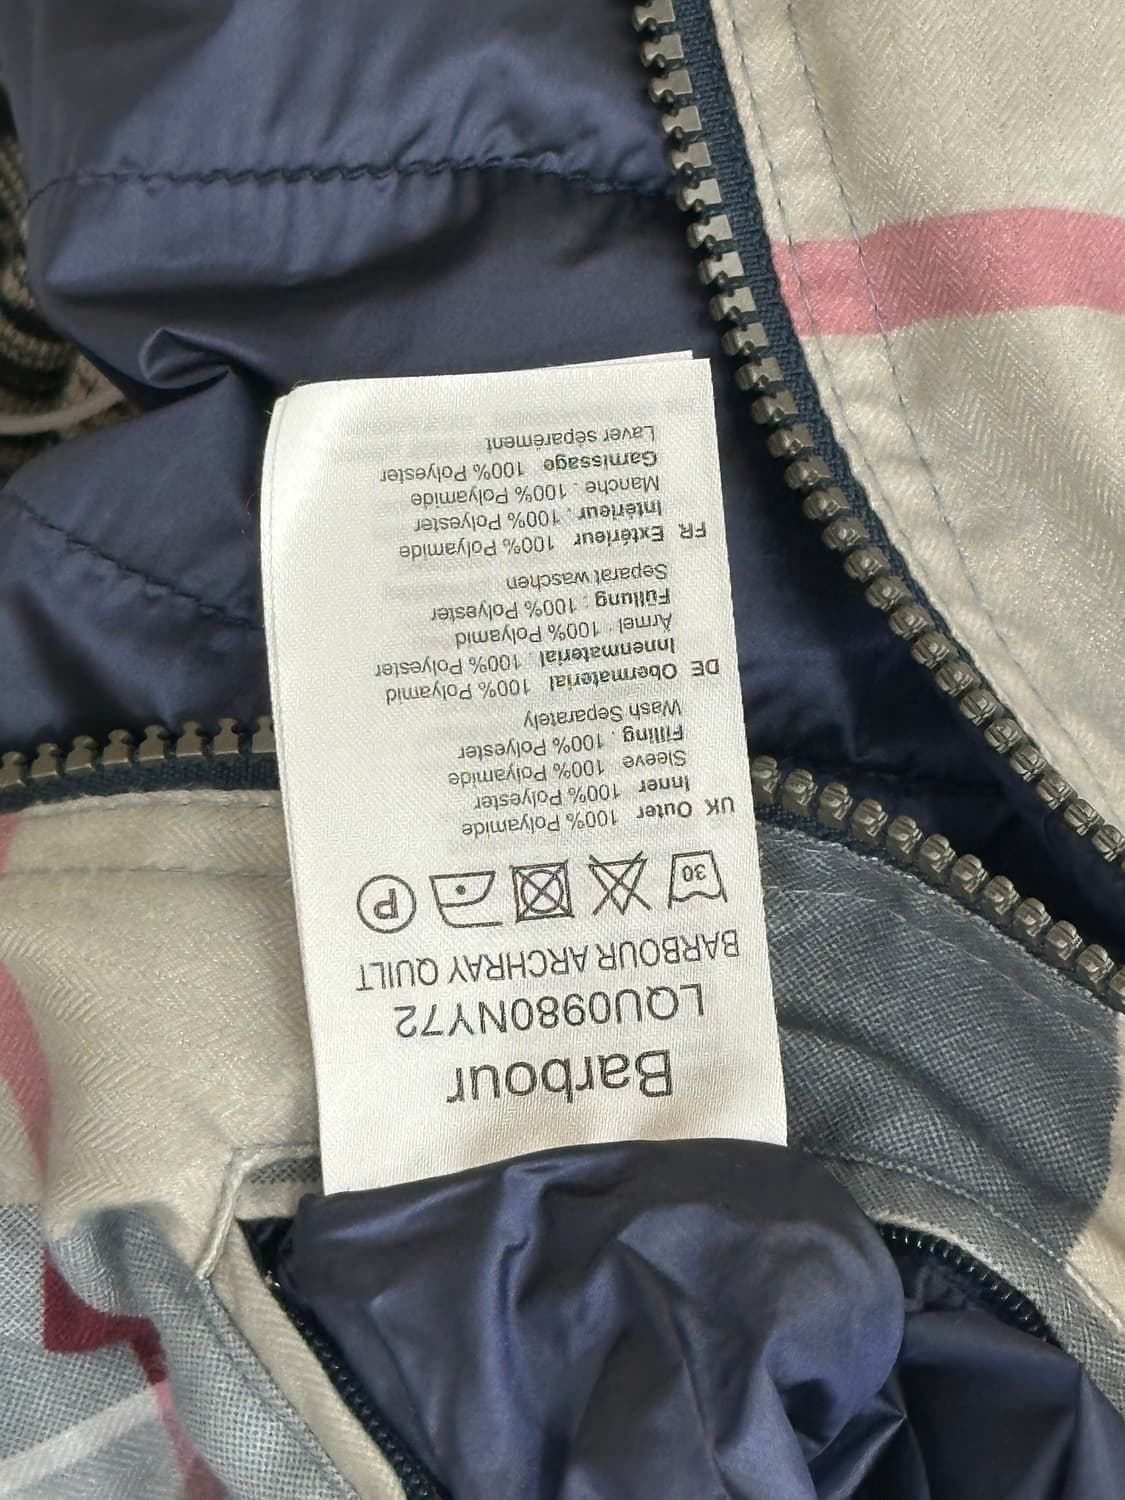 Barbour
LQU0980NY72
BARBOUR ARCHRAY QUILT
30 P
UK Outer 100% Polyamide
Inner 100% Polyester
Sleeve 100% Polyamide
Filling : 100% Polyester
Wash Separately
DE Obermaterial 100% Polyamid
Innenmaterial : 100% Polyester
Ärmel : 100% Polyamid
Füllung : 100% Polyester
Separat waschen
FR Extérieur 100% Polyamide
Intérieur : 100% Polyester
Manche : 100% Polyamide
Garnissage 100% Polyester
Laver séparément